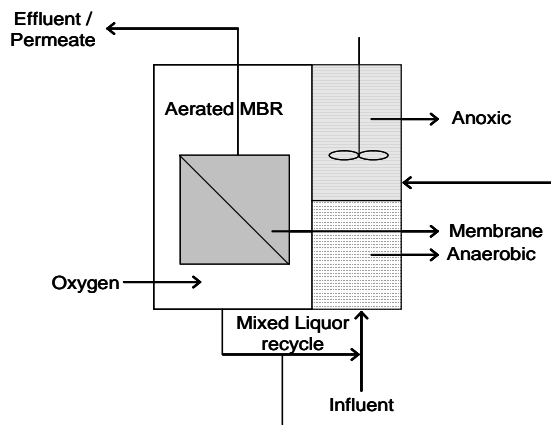 Effluent /
Permeate
Aerated MBR
Anoxic
Membrane
Anaerobic
Oxygen
Mixed Liquor
recycle
Influent